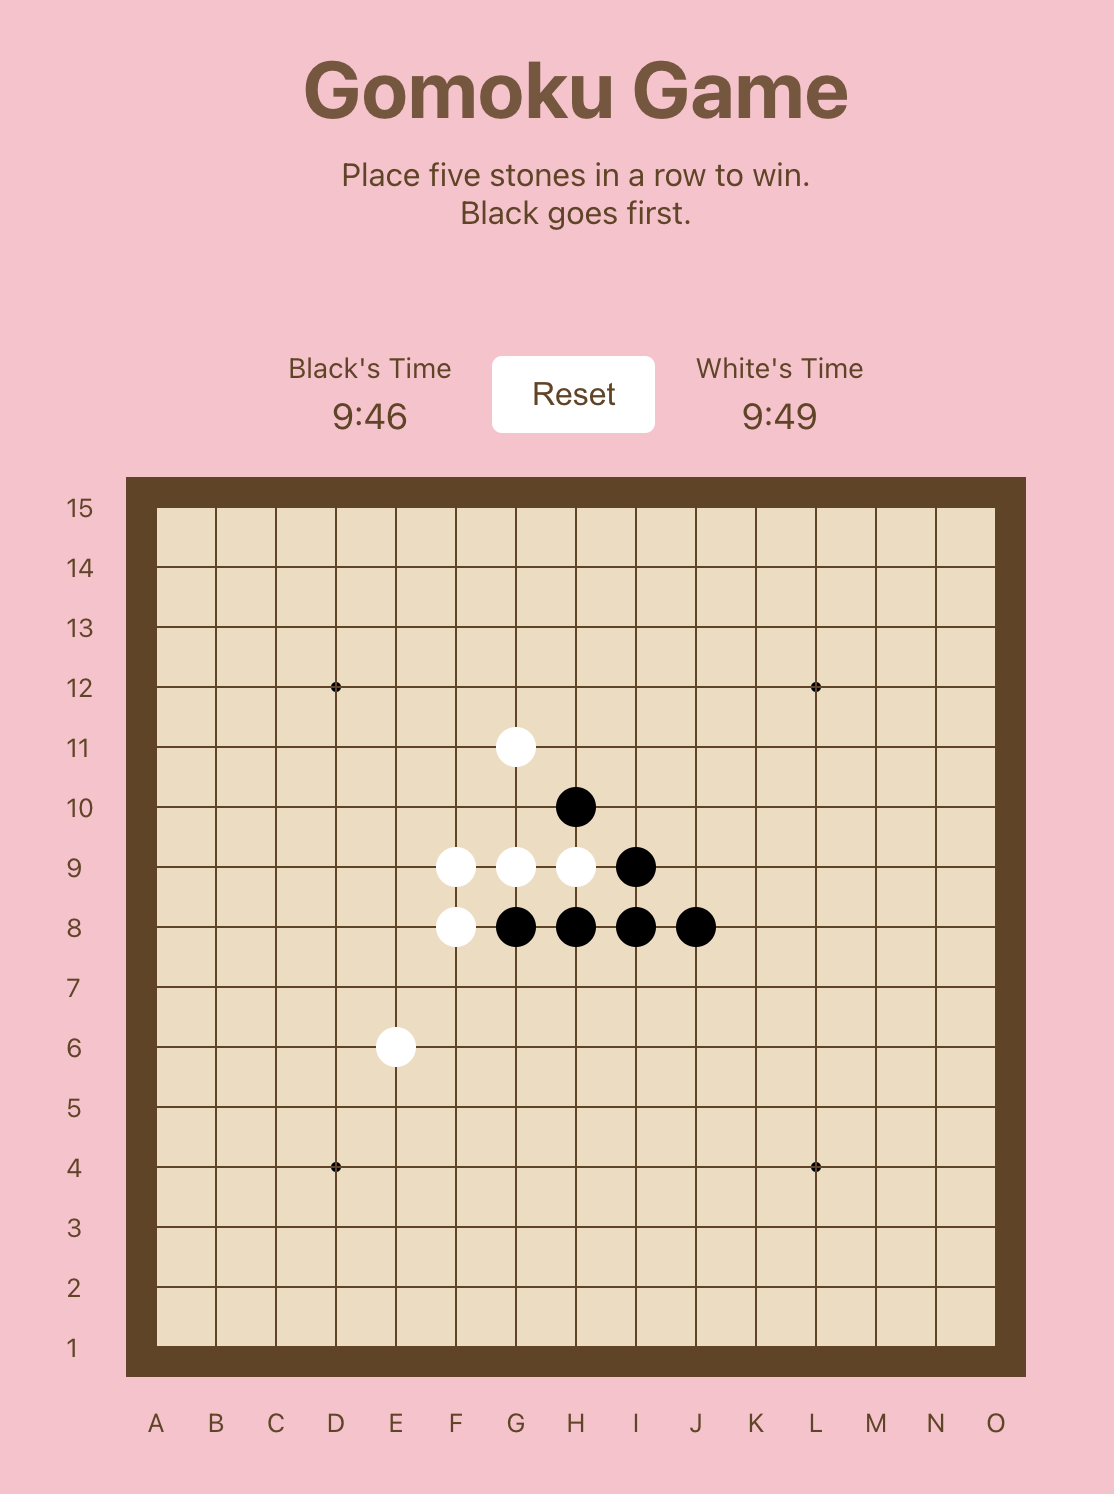 Gomoku Game
Place five stones in a row to win.
Black goes first.
Black's Time
9:46
Reset
White's Time
9:49
15
14
13
12
11
10
9
8
7
6
5
4
3
2
1
A B C D E F G H I J K L M N O